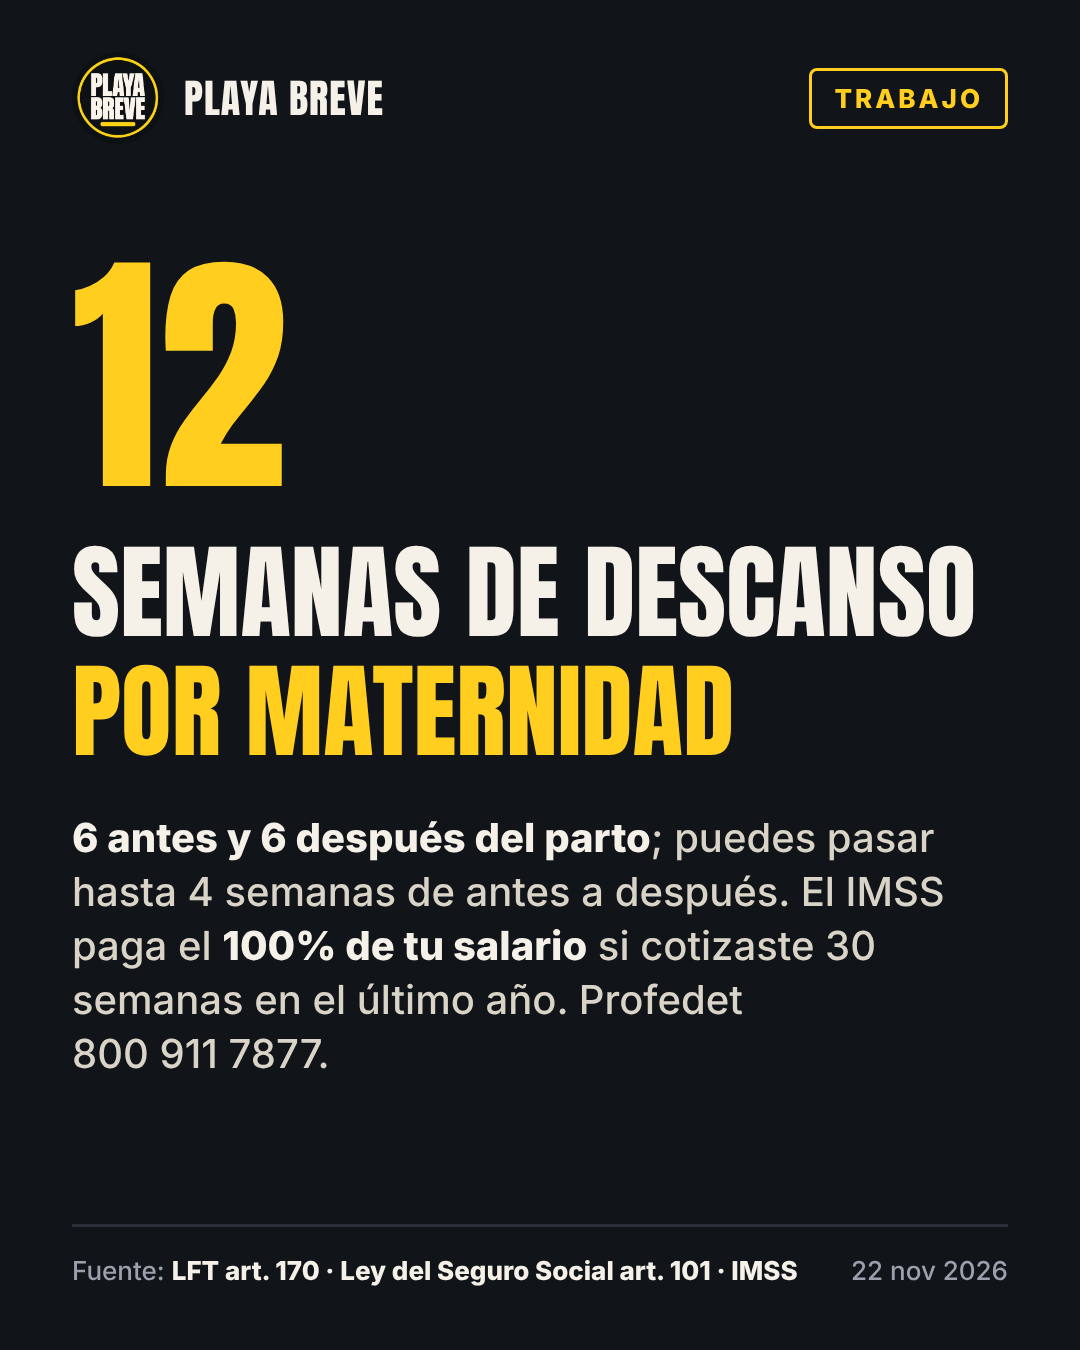 PLAYA
BREVE
PLAYA BREVE
TRABAJO
12
SEMANAS DE DESCANSO
POR MATERNIDAD
6 antes y 6 después del parto; puedes pasar
hasta 4 semanas de antes a después. El IMSS
paga el 100% de tu salario si cotizaste 30
semanas en el último año. Profedet
800 911 7877.
Fuente: LFT art. 170 · Ley del Seguro Social art. 101 · IMSS
22 nov 2026